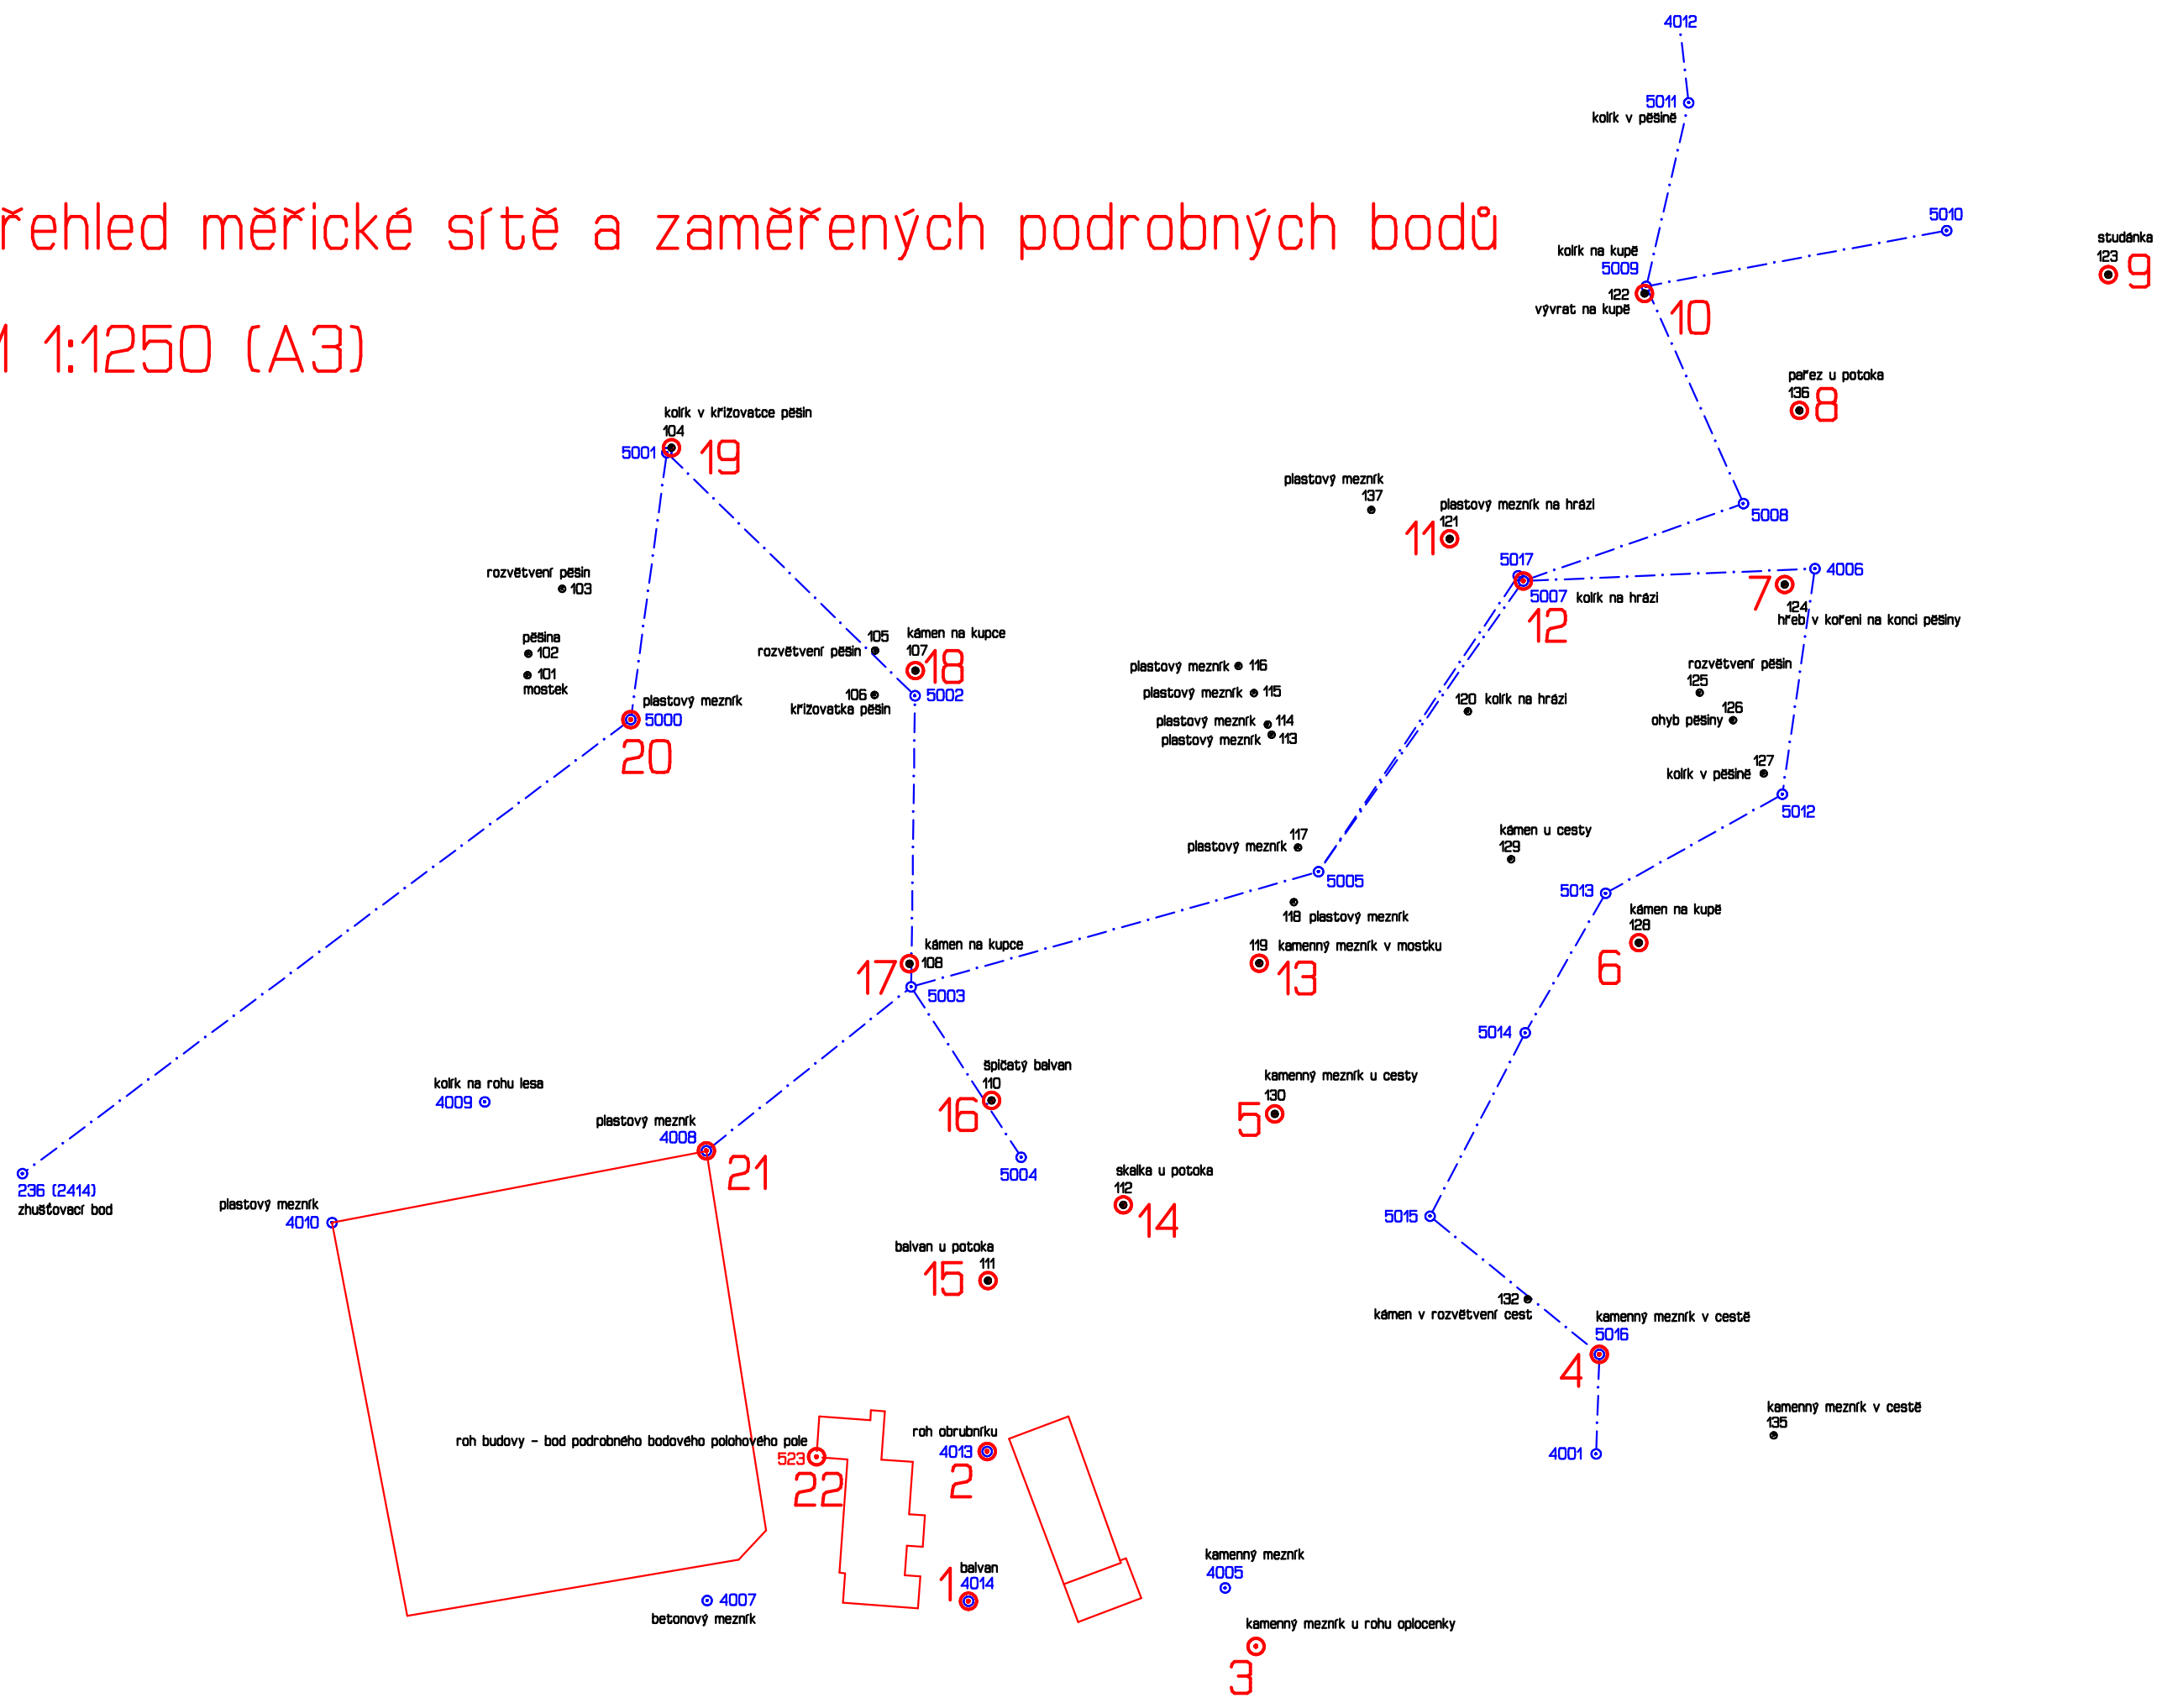 4012
5011
kolík v pěšině
řehled měřické sítě a zaměřených podrobných bodů
5010
studánka
123
9
kolík na kupě
5009
122
vývrat na kupě
10
1:1250 (A3)
pařez u potoka
136
8
kolík v křižovatce pěšin
104
5001
19
plastový mezník
137
plastový mezník na hrázi
121
11
5008
5017
5007
kolík na hrázi
12
4006
7
124
hřeb v kořeni na konci pěšiny
rozvětvení pěšin
103
pěšina
102
101
mostek
105
rozvětvení pěšin
kámen na kupce
107
18
106
křižovatka pěšin
5002
plastový mezník
5000
20
plastový mezník
116
plastový mezník
115
plastový mezník
114
plastový mezník
113
120 kolík na hrázi
rozvětvení pěšin
125
126
ohyb pěšiny
127
kolík v pěšině
5012
117
plastový mezník
kámen u cesty
129
5005
5013
118 plastový mezník
kámen na kupě
128
6
kámen na kupce
108
17
5003
119 kamenný mezník v mostku
13
5014
špičatý balvan
110
16
kamenný mezník u cesty
130
5
kolík na rohu lesa
4009
plastový mezník
4008
21
5004
skalka u potoka
112
14
236 (2414)
zhušťovací bod
plastový mezník
4010
5015
balvan u potoka
111
15
132
kámen v rozvětvení cest
kamenný mezník v cestě
5016
4
kamenný mezník v cestě
135
roh budovy – bod podrobného bodového polohového pole
523
22
roh obrubníku
4013
2
4001
balvan
4014
1
kamenný mezník
4005
4007
betonový mezník
kamenný mezník u rohu oplocenky
3